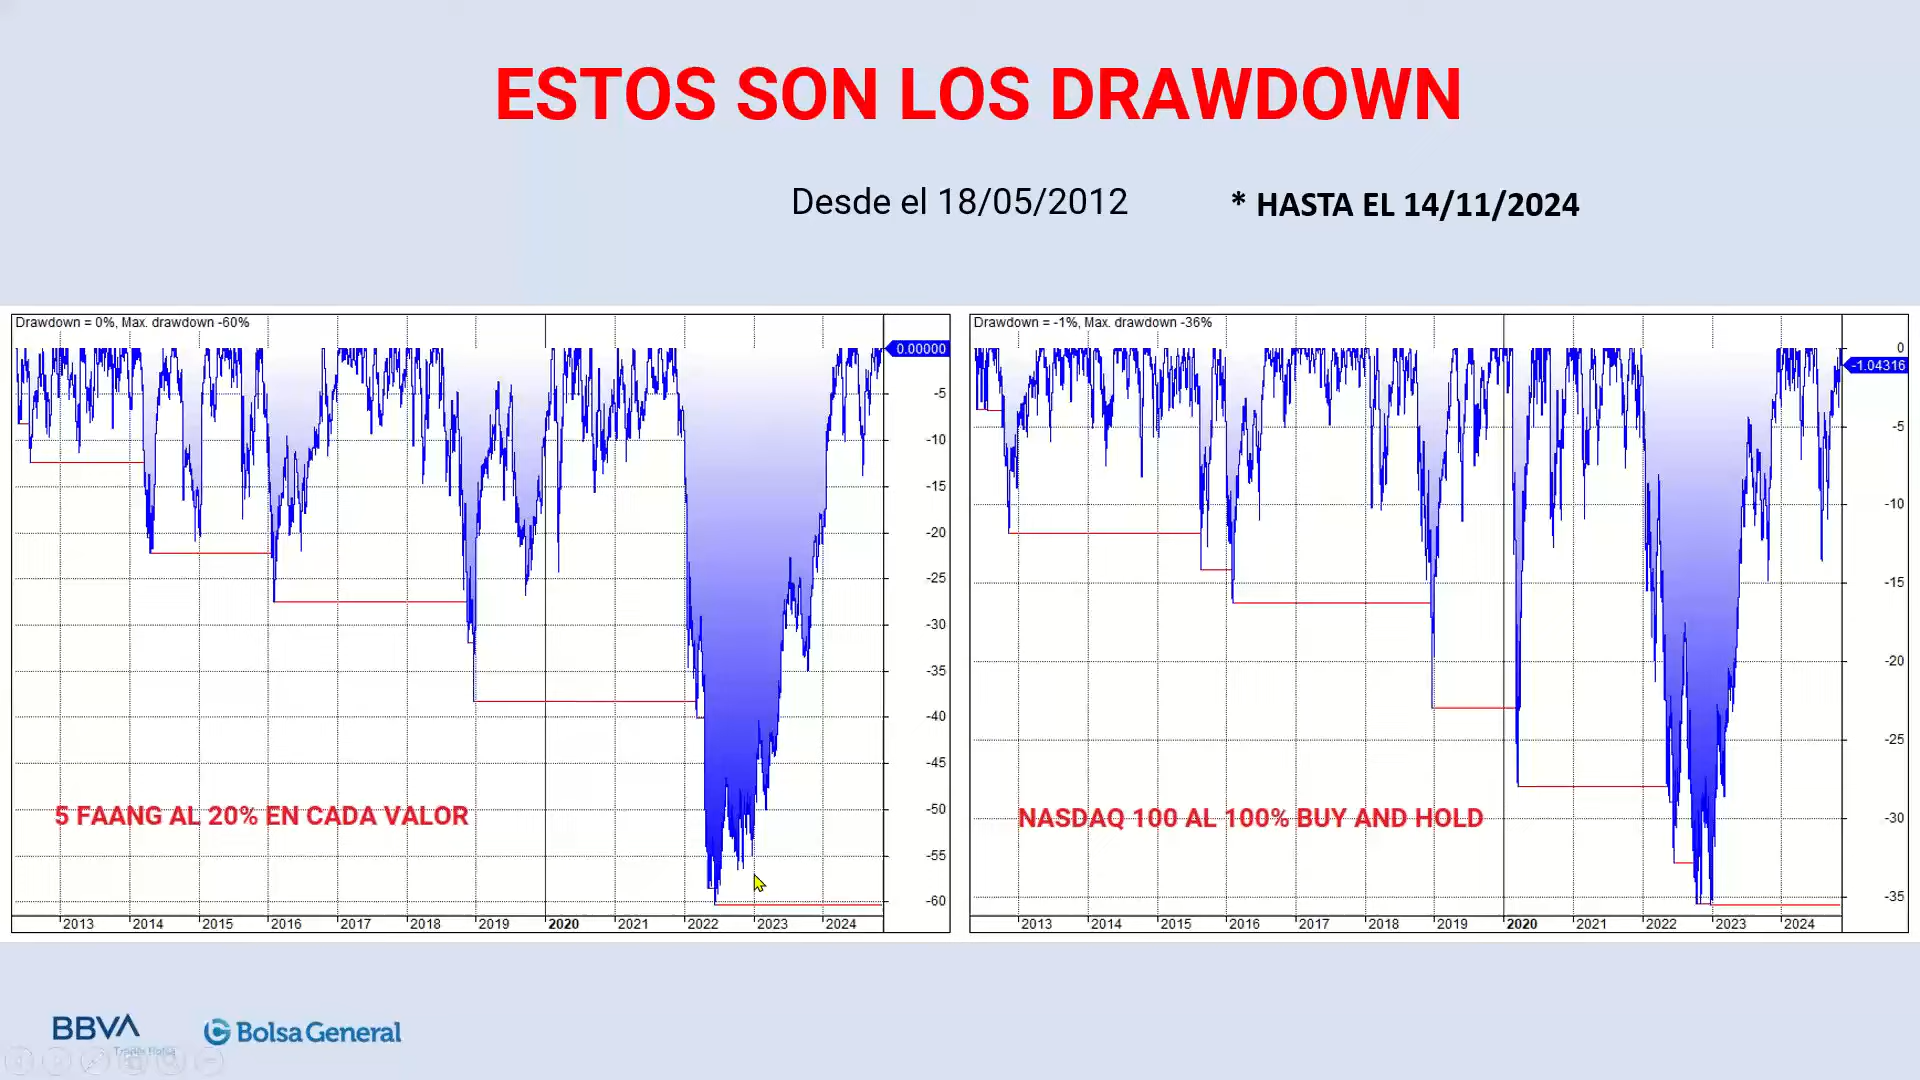 ESTOS SON LOS DRAWDOWN
Desde el 18/05/2012
* HASTA EL 14/11/2024
Drawdown = 0%, Max. drawdown -60%
0.00000
-5
-10
-15
-20
-25
-30
-35
-40
-45
-50
-55
-60
5 FAANG AL 20% EN CADA VALOR
2013 2014 2015 2016 2017 2018 2019 2020 2021 2022 2023 2024
Drawdown = -1%, Max. drawdown -36%
0
-1.04316
-5
-10
-15
-20
-25
-30
-35
NASDAQ 100 AL 100% BUY AND HOLD
2013 2014 2015 2016 2017 2018 2019 2020 2021 2022 2023 2024
BBVA
Trader Bolsa
Bolsa General